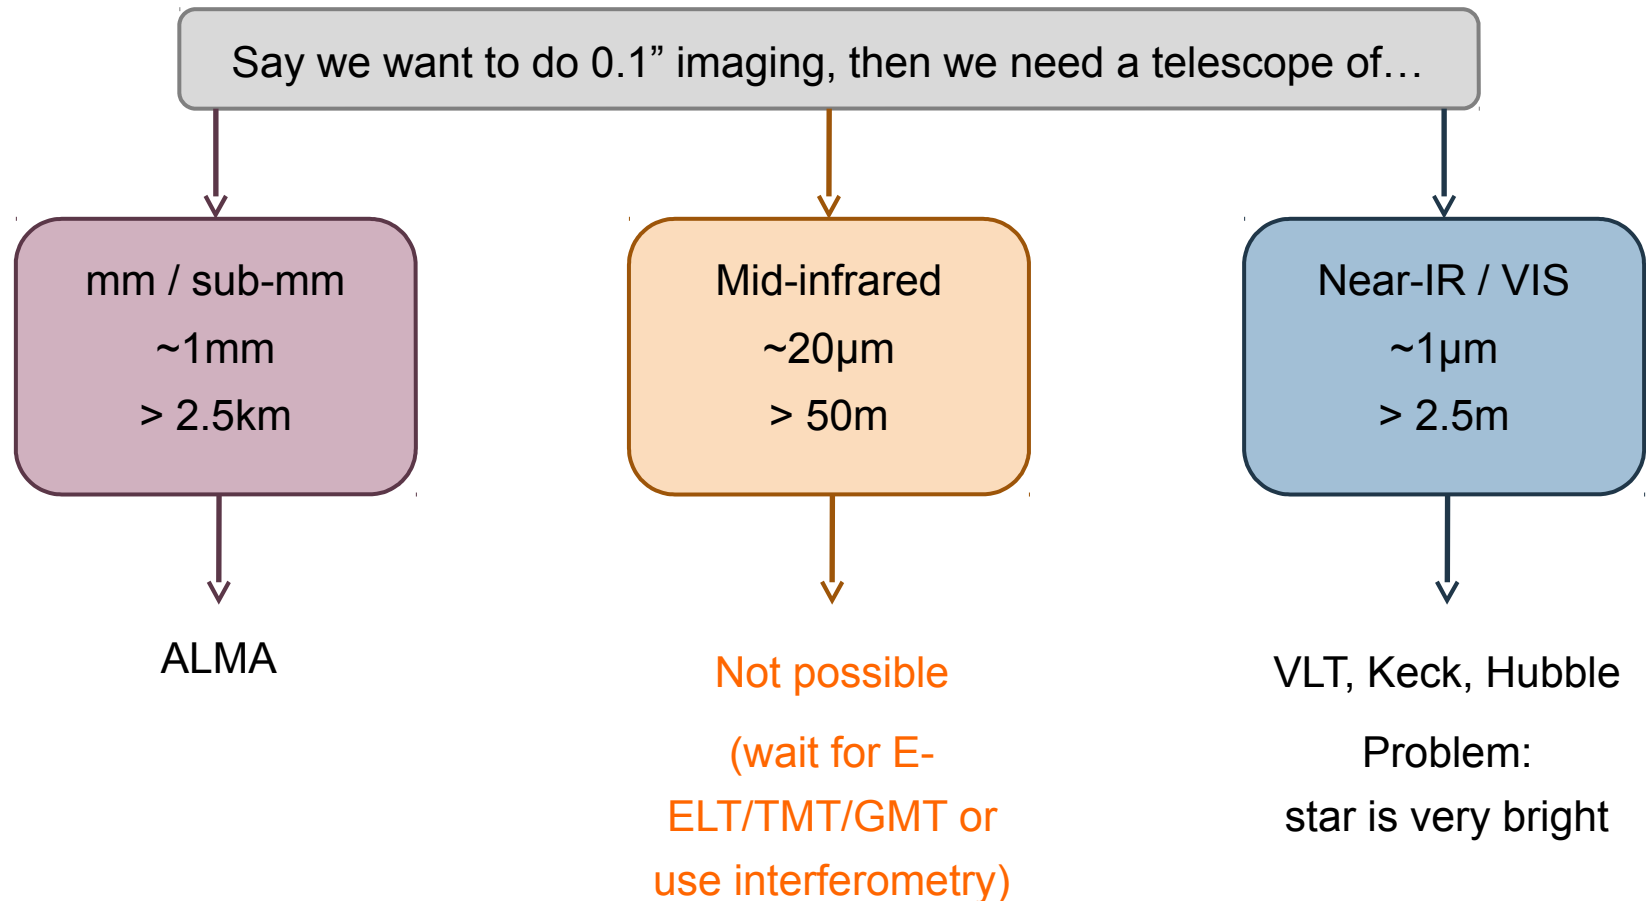 Say we want to do 0.1” imaging, then we need a telescope of…
mm / sub-mm
~1mm
> 2.5km
Mid-infrared
~20μm
> 50m
Near-IR / VIS
~1μm
> 2.5m
ALMA
Not possible
(wait for E-
ELT/TMT/GMT or
use interferometry)
VLT, Keck, Hubble
Problem:
star is very bright